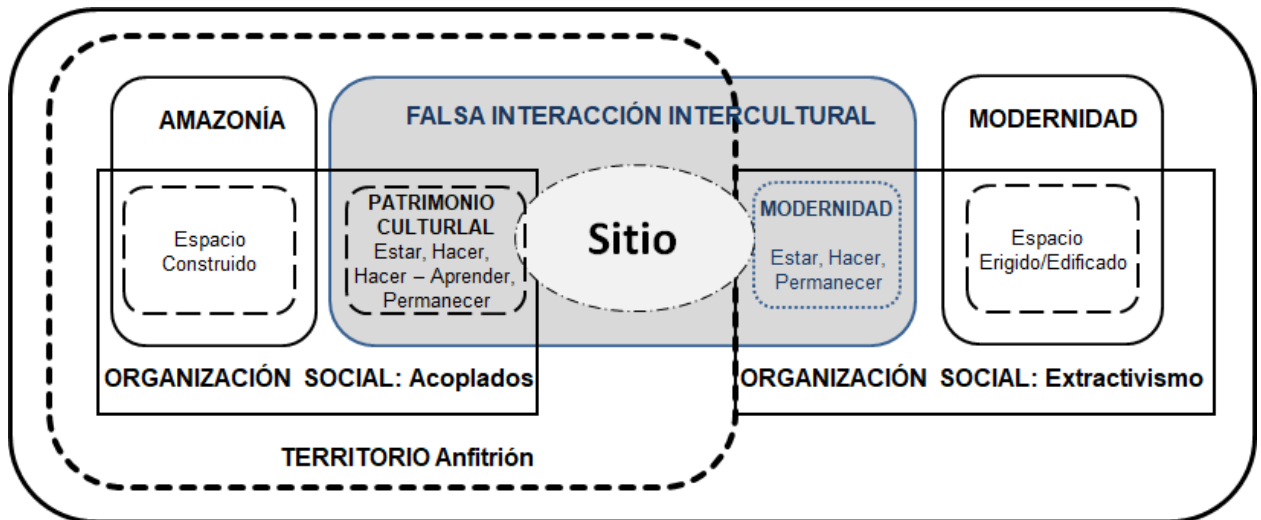 AMAZONÍA
FALSA INTERACCIÓN INTERCULTURAL
MODERNIDAD
Espacio
Construido
PATRIMONIO
CULTURLAL
Estar, Hacer,
Hacer – Aprender,
Permanecer
Sitio
MODERNIDAD
Estar, Hacer,
Permanecer
Espacio
Erigido/Edificado
ORGANIZACIÓN SOCIAL: Acoplados
ORGANIZACIÓN SOCIAL: Extractivismo
TERRITORIO Anfitrión